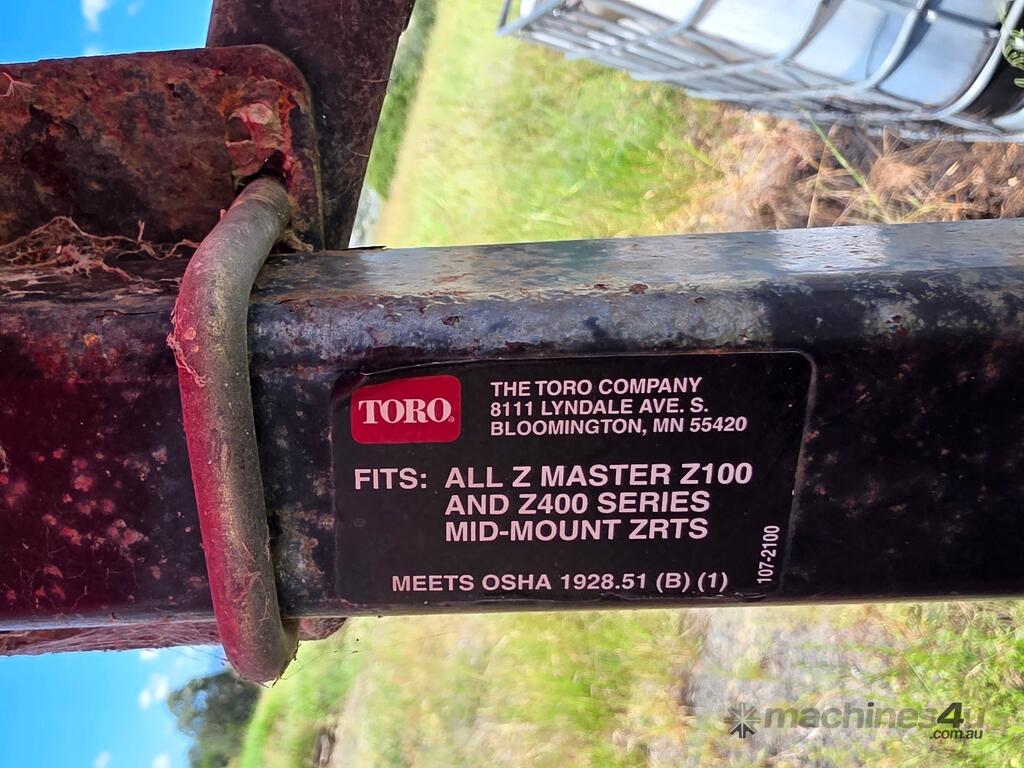 TORO®
THE TORO COMPANY
8111 LYNDALE AVE. S.
BLOOMINGTON, MN 55420
FITS: ALL Z MASTER Z100
AND Z400 SERIES
MID-MOUNT ZRTS
MEETS OSHA 1928.51 (B) (1)
107-2100
machines4u
.com.au